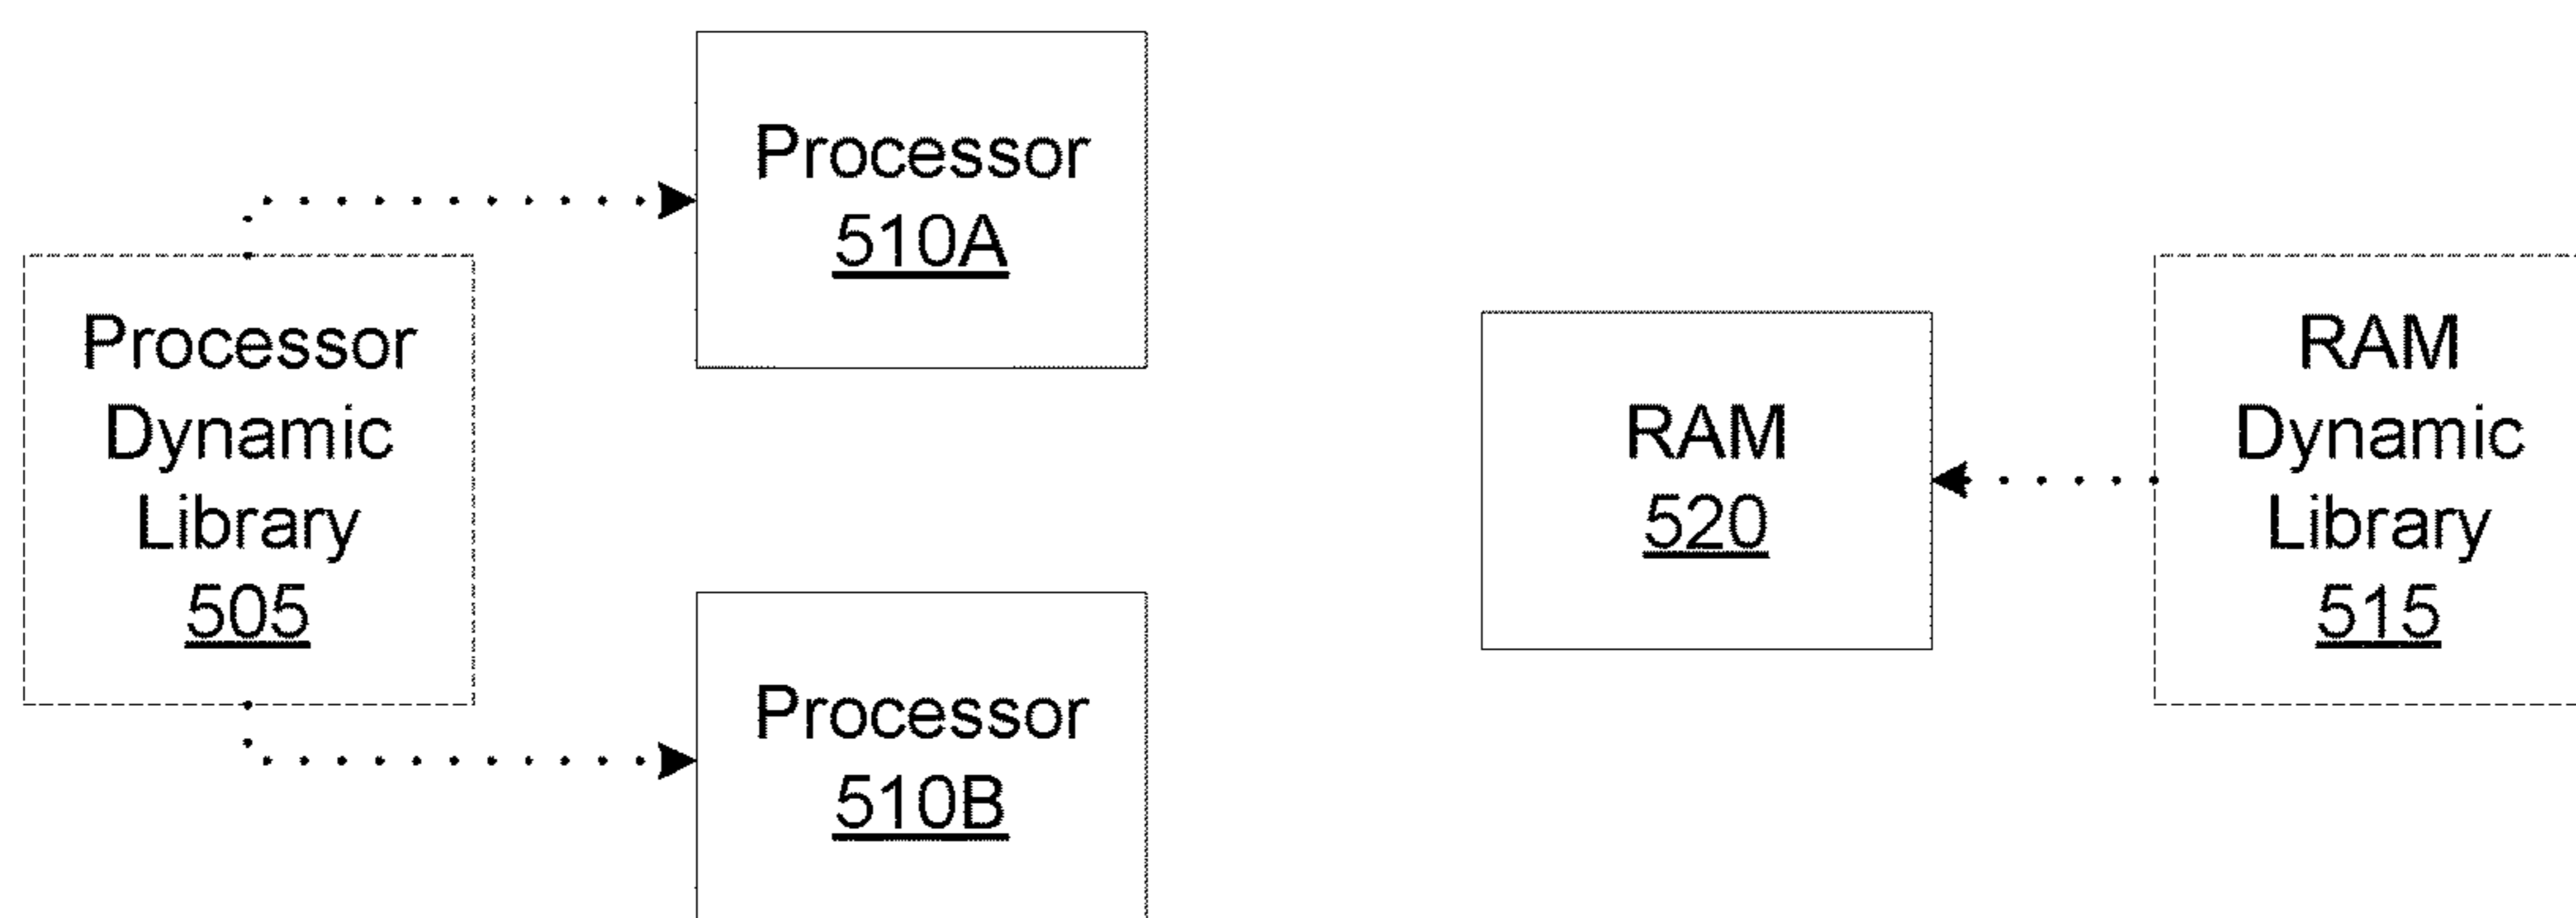 Processor
510A
Processor
Dynamic
Library
505
Processor
510B
RAM
520
RAM
Dynamic
Library
515